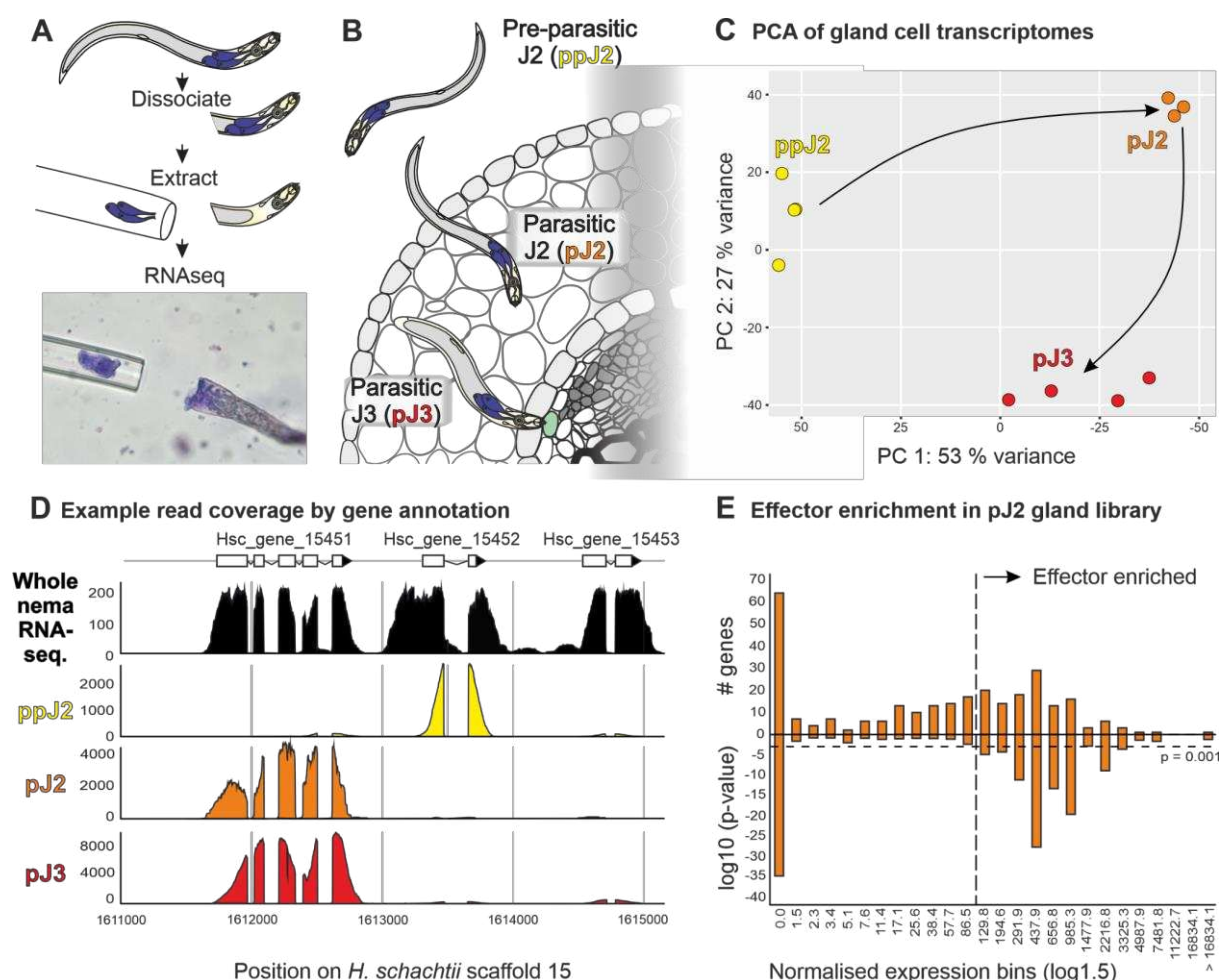 A
Dissociate
Extract
RNAseq
B
Pre-parasitic
J2 (ppJ2)
Parasitic
J2 (pJ2)
Parasitic
J3 (pJ3)
C PCA of gland cell transcriptomes
PC 2: 27 % variance
40
20
0
-20
-40
ppJ2
pJ2
pJ3
50
25
0
-25
-50
PC 1: 53 % variance
D Example read coverage by gene annotation
Hsc_gene_15451
Hsc_gene_15452
Hsc_gene_15453
Whole
nema
RNA-
seq.
200
100
0
ppJ2
2000
1000
0
pJ2
4000
2000
0
pJ3
8000
4000
0
1611000
1612000
1613000
1614000
1615000
Position on H. schachtii scaffold 15
E Effector enrichment in pJ2 gland library
Effector enriched
# genes
70
60
50
40
30
20
10
0
log10 (p-value)
-5
-10
-15
-20
-25
-30
-35
-40
p = 0.001
0.0
1.5
2.3
3.4
5.1
7.6
11.4
17.1
25.6
38.4
57.7
86.5
129.8
194.6
291.9
437.9
656.8
985.3
1477.9
2216.8
3325.3
4987.9
7481.8
11222.7
16834.1
> 16834.1
Normalised expression bins (log1.5)